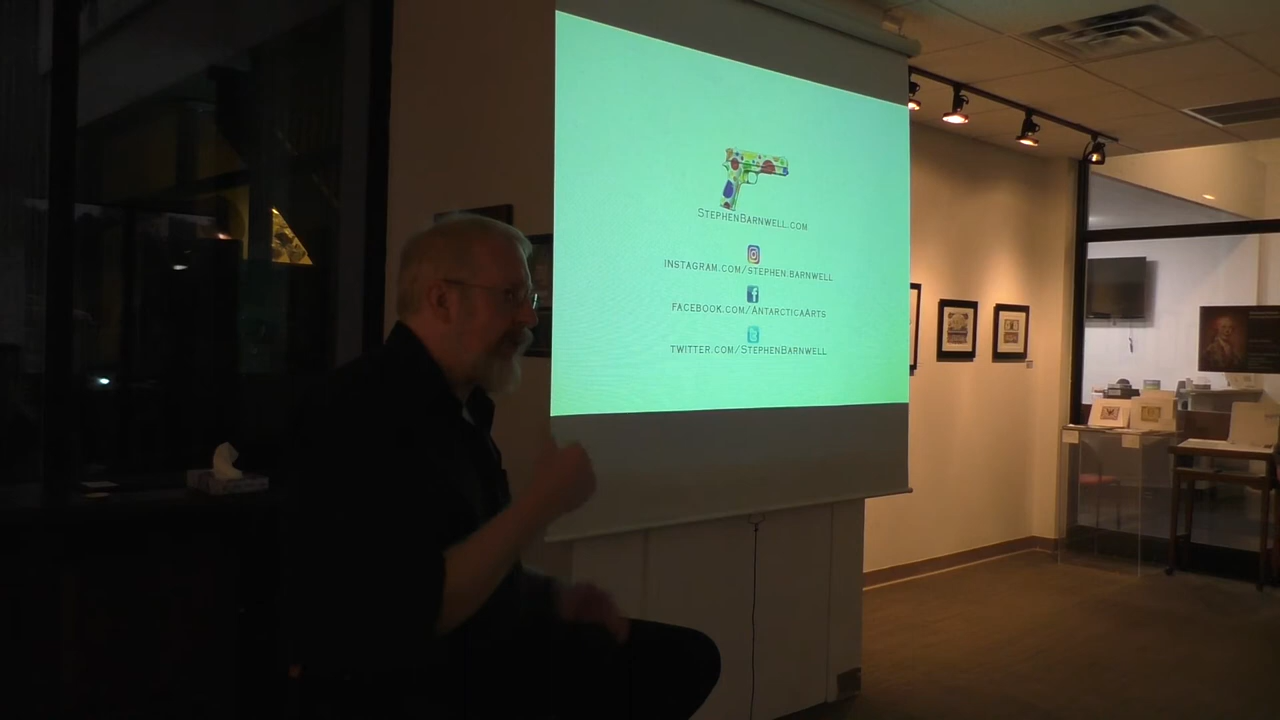 StephenBarnwell.com
instagram.com/stephen.barnwell
facebook.com/AntarcticaArts
twitter.com/StephenBarnwell